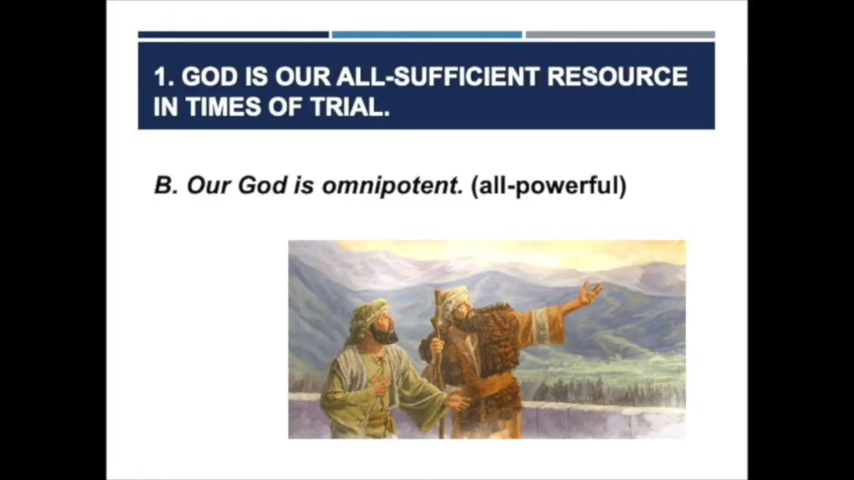 1. GOD IS OUR ALL-SUFFICIENT RESOURCE
IN TIMES OF TRIAL.
B. Our God is omnipotent. (all-powerful)